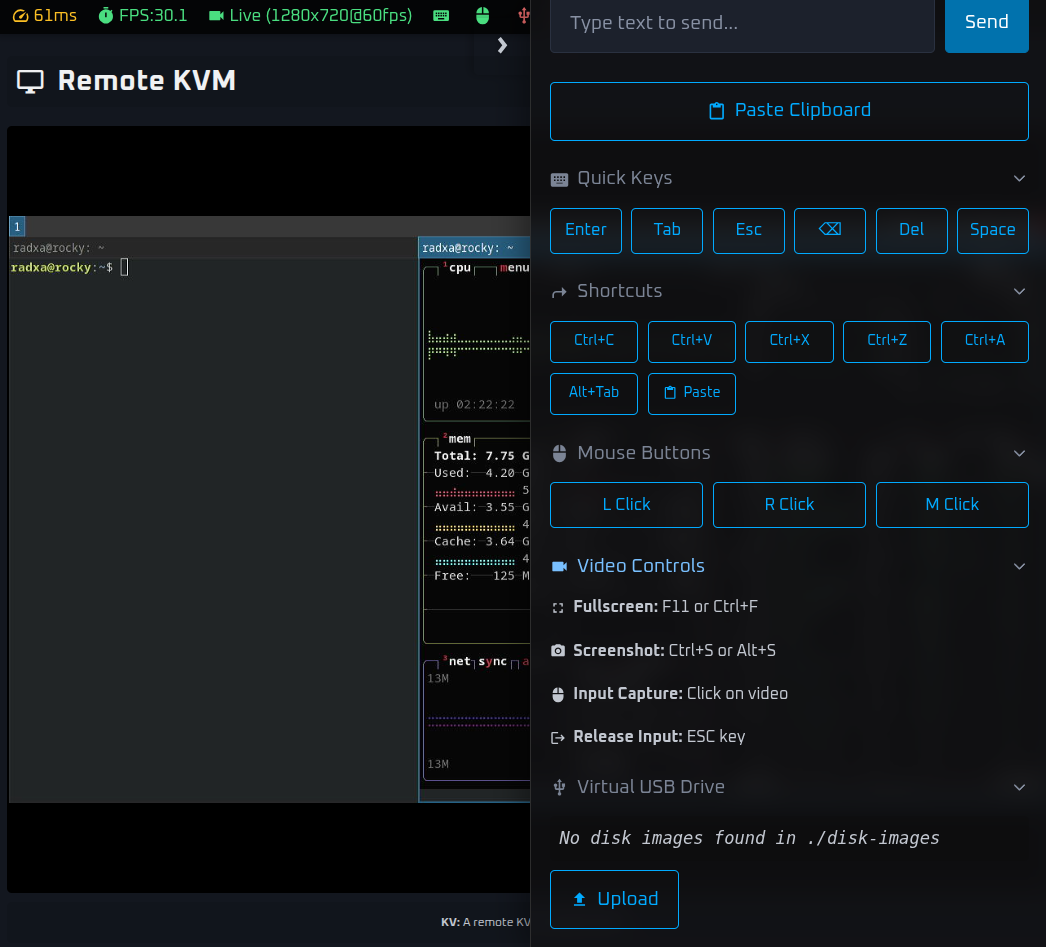 61ms FPS:30.1 Live (1280x720@60fps)
Remote KVM
1
radxa@rocky: ~
radxa@rocky:~$
radxa@rocky: ~
1cpu menu
up 02:22:22
2mem
Total: 7.75 G
Used: 4.20 G
5
Avail: 3.55 G
4
Cache: 3.64 G
4
Free: 125 M
3net sync a
13M
13M
KV: A remote KV
Type text to send...
Send
Paste Clipboard
Quick Keys
Enter Tab Esc ⌫ Del Space
Shortcuts
Ctrl+C Ctrl+V Ctrl+X Ctrl+Z Ctrl+A
Alt+Tab Paste
Mouse Buttons
L Click R Click M Click
Video Controls
Fullscreen: F11 or Ctrl+F
Screenshot: Ctrl+S or Alt+S
Input Capture: Click on video
Release Input: ESC key
Virtual USB Drive
No disk images found in ./disk-images
Upload